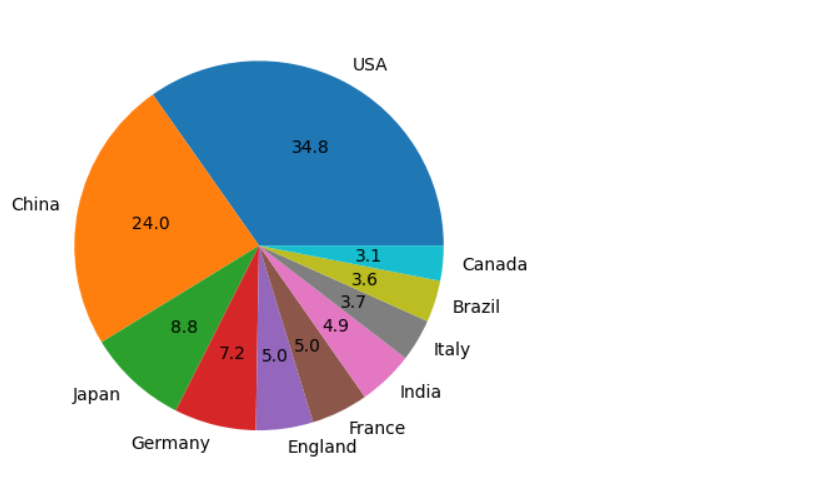 USA
34.8
China
24.0
Japan
8.8
Germany
7.2
England
5.0
France
5.0
India
4.9
Italy
3.7
Brazil
3.6
Canada
3.1